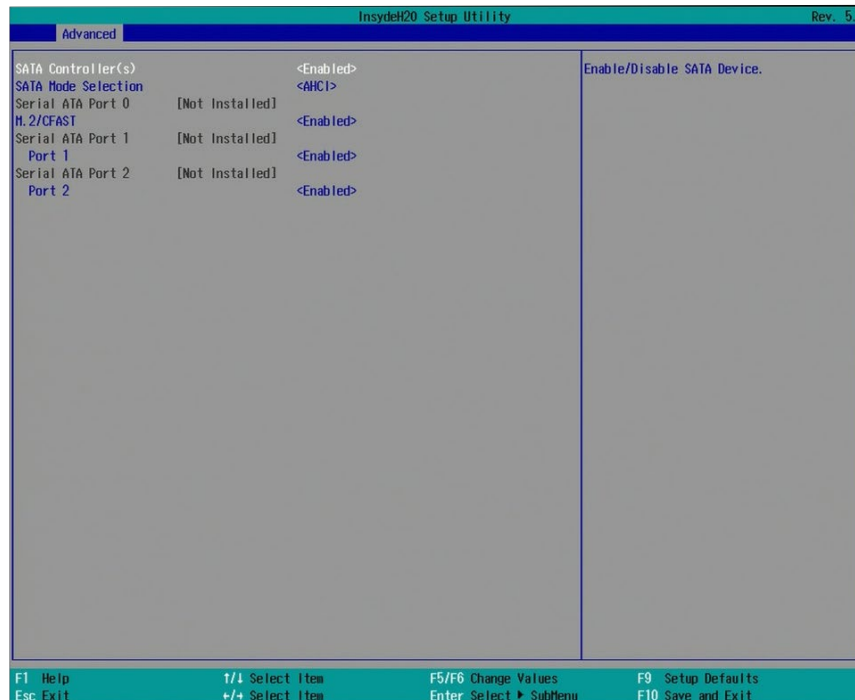 InsydeH20 Setup Utility Rev. 5.
Advanced
SATA Controller(s) <Enabled> Enable/Disable SATA Device.
SATA Mode Selection <AHCI>
Serial ATA Port 0 [Not Installed]
M.2/CFAST <Enabled>
Serial ATA Port 1 [Not Installed]
Port 1 <Enabled>
Serial ATA Port 2 [Not Installed]
Port 2 <Enabled>
F1 Help ↑/↓ Select Item F5/F6 Change Values F9 Setup Defaults
Esc Exit ←/→ Select Item Enter Select ▶ SubMenu F10 Save and Exit